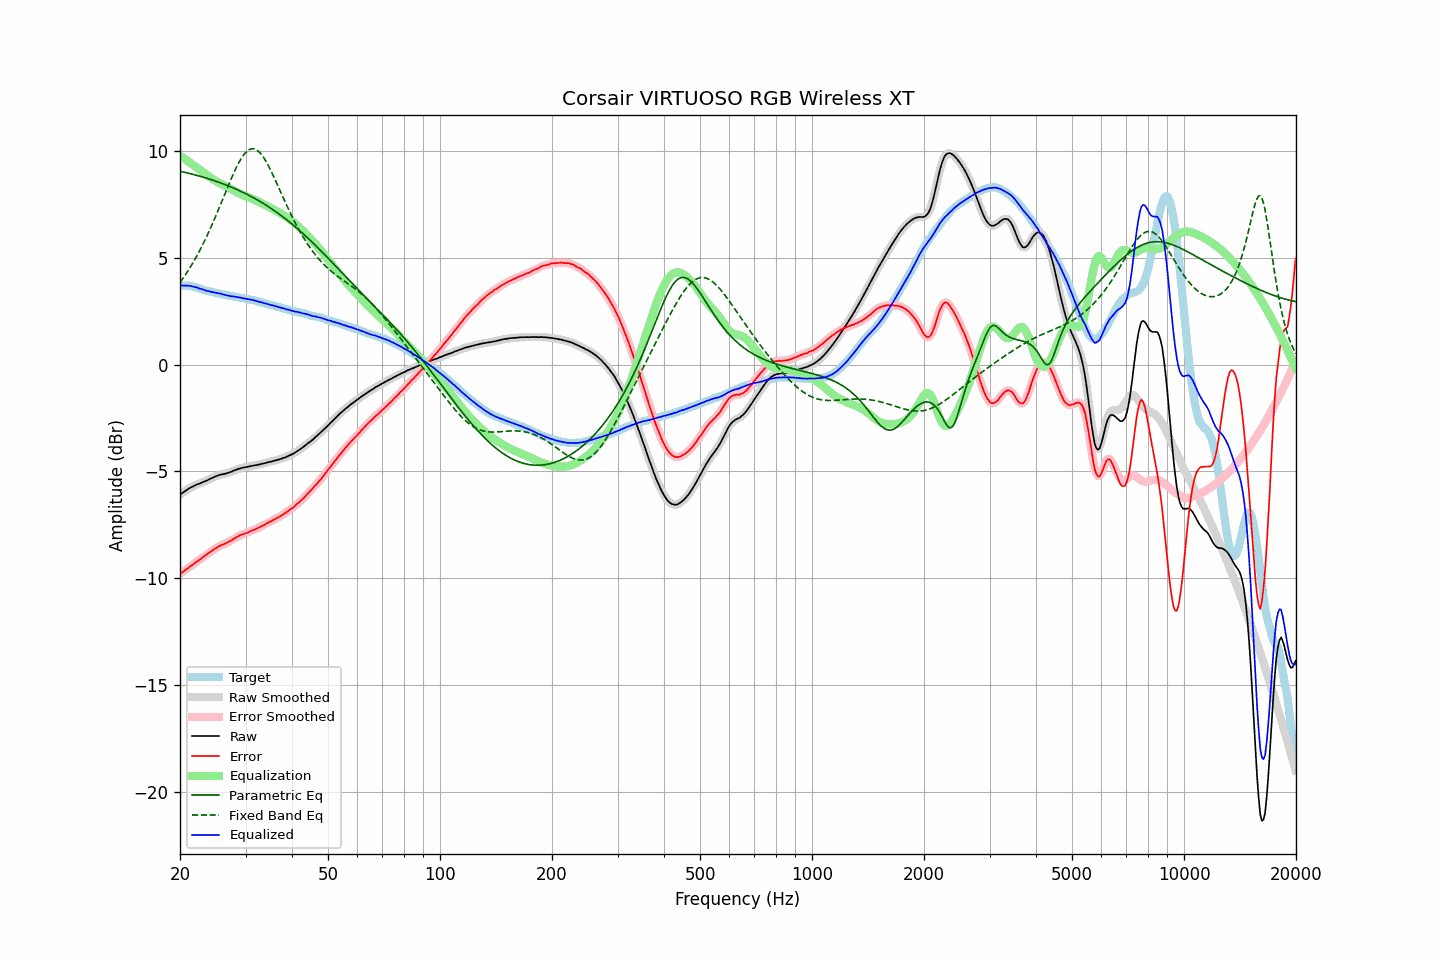 Corsair VIRTUOSO RGB Wireless XT
Amplitude (dBr)
10
5
0
−5
−10
−15
−20
Target
Raw Smoothed
Error Smoothed
Raw
Error
Equalization
Parametric Eq
Fixed Band Eq
Equalized
20 50 100 200 500 1000 2000 5000 10000 20000
Frequency (Hz)